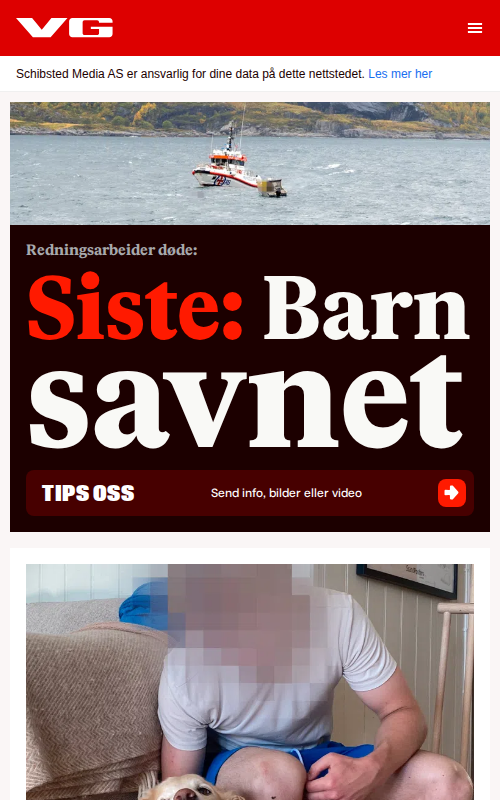 VG
Schibsted Media AS er ansvarlig for dine data på dette nettstedet. Les mer her
Redningsarbeider døde:
Siste: Barn
savnet
TIPS OSS
Send info, bilder eller video